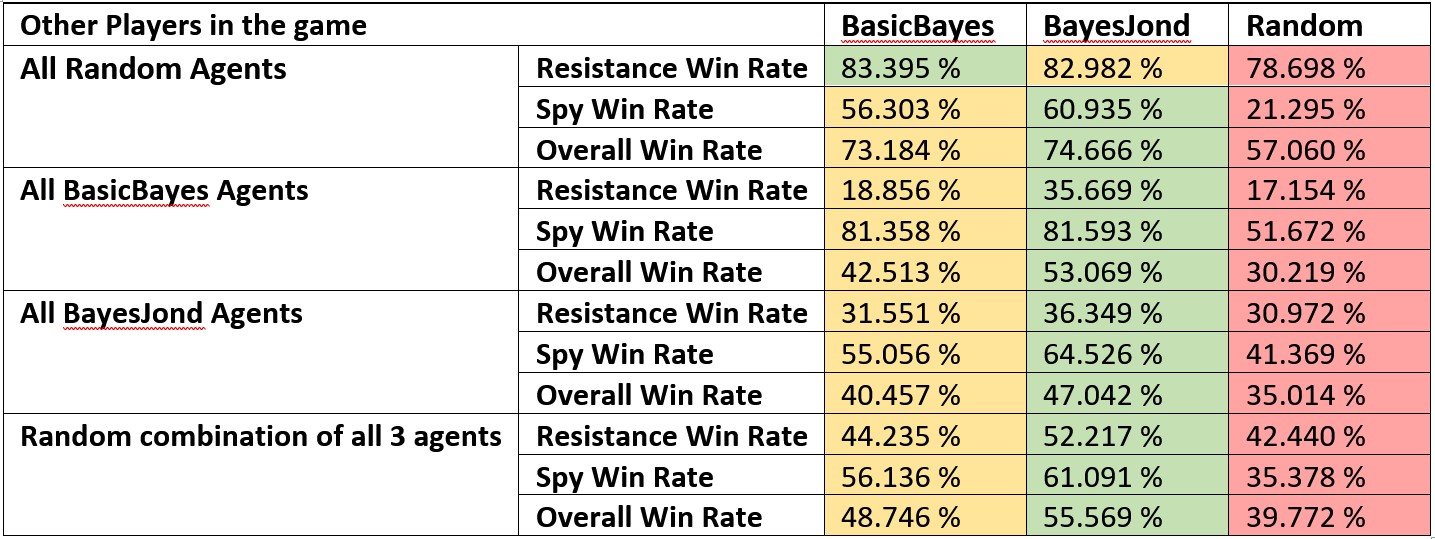 Other Players in the game BasicBayes BayesJond Random
All Random Agents Resistance Win Rate 83.395 % 82.982 % 78.698 %
Spy Win Rate 56.303 % 60.935 % 21.295 %
Overall Win Rate 73.184 % 74.666 % 57.060 %
All BasicBayes Agents Resistance Win Rate 18.856 % 35.669 % 17.154 %
Spy Win Rate 81.358 % 81.593 % 51.672 %
Overall Win Rate 42.513 % 53.069 % 30.219 %
All BayesJond Agents Resistance Win Rate 31.551 % 36.349 % 30.972 %
Spy Win Rate 55.056 % 64.526 % 41.369 %
Overall Win Rate 40.457 % 47.042 % 35.014 %
Random combination of all 3 agents Resistance Win Rate 44.235 % 52.217 % 42.440 %
Spy Win Rate 56.136 % 61.091 % 35.378 %
Overall Win Rate 48.746 % 55.569 % 39.772 %